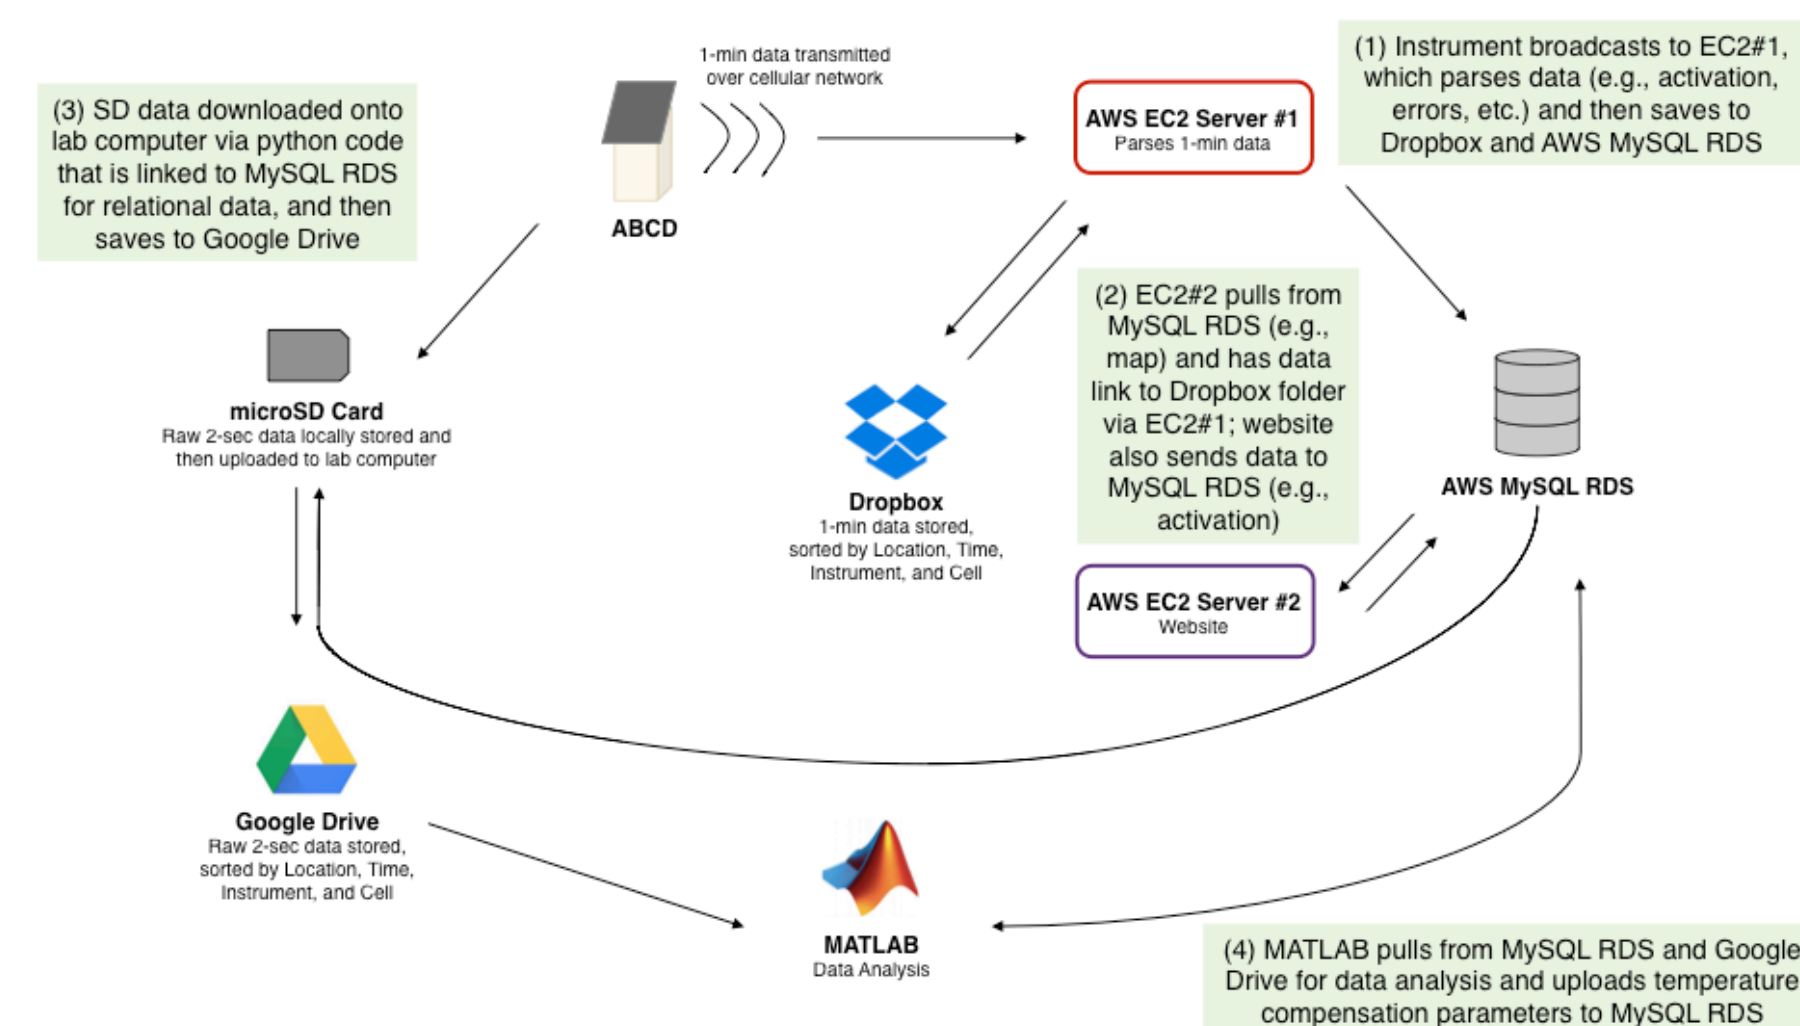 1-min data transmitted
over cellular network
(1) Instrument broadcasts to EC2#1,
which parses data (e.g., activation,
errors, etc.) and then saves to
Dropbox and AWS MySQL RDS
(3) SD data downloaded onto
lab computer via python code
that is linked to MySQL RDS
for relational data, and then
saves to Google Drive
AWS EC2 Server #1
Parses 1-min data
ABCD
(2) EC2#2 pulls from
MySQL RDS (e.g.,
map) and has data
link to Dropbox folder
via EC2#1; website
also sends data to
MySQL RDS (e.g.,
activation)
microSD Card
Raw 2-sec data locally stored and
then uploaded to lab computer
Dropbox
1-min data stored,
sorted by Location, Time,
Instrument, and Cell
AWS MySQL RDS
AWS EC2 Server #2
Website
Google Drive
Raw 2-sec data stored,
sorted by Location, Time,
Instrument, and Cell
MATLAB
Data Analysis
(4) MATLAB pulls from MySQL RDS and Google
Drive for data analysis and uploads temperature
compensation parameters to MySQL RDS